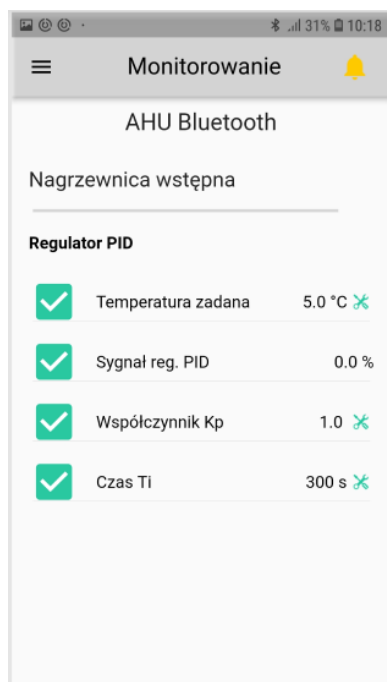 31% 10:18
Monitorowanie
AHU Bluetooth
Nagrzewnica wstępna
Regulator PID
Temperatura zadana 5.0 °C
Sygnał reg. PID 0.0 %
Współczynnik Kp 1.0
Czas Ti 300 s